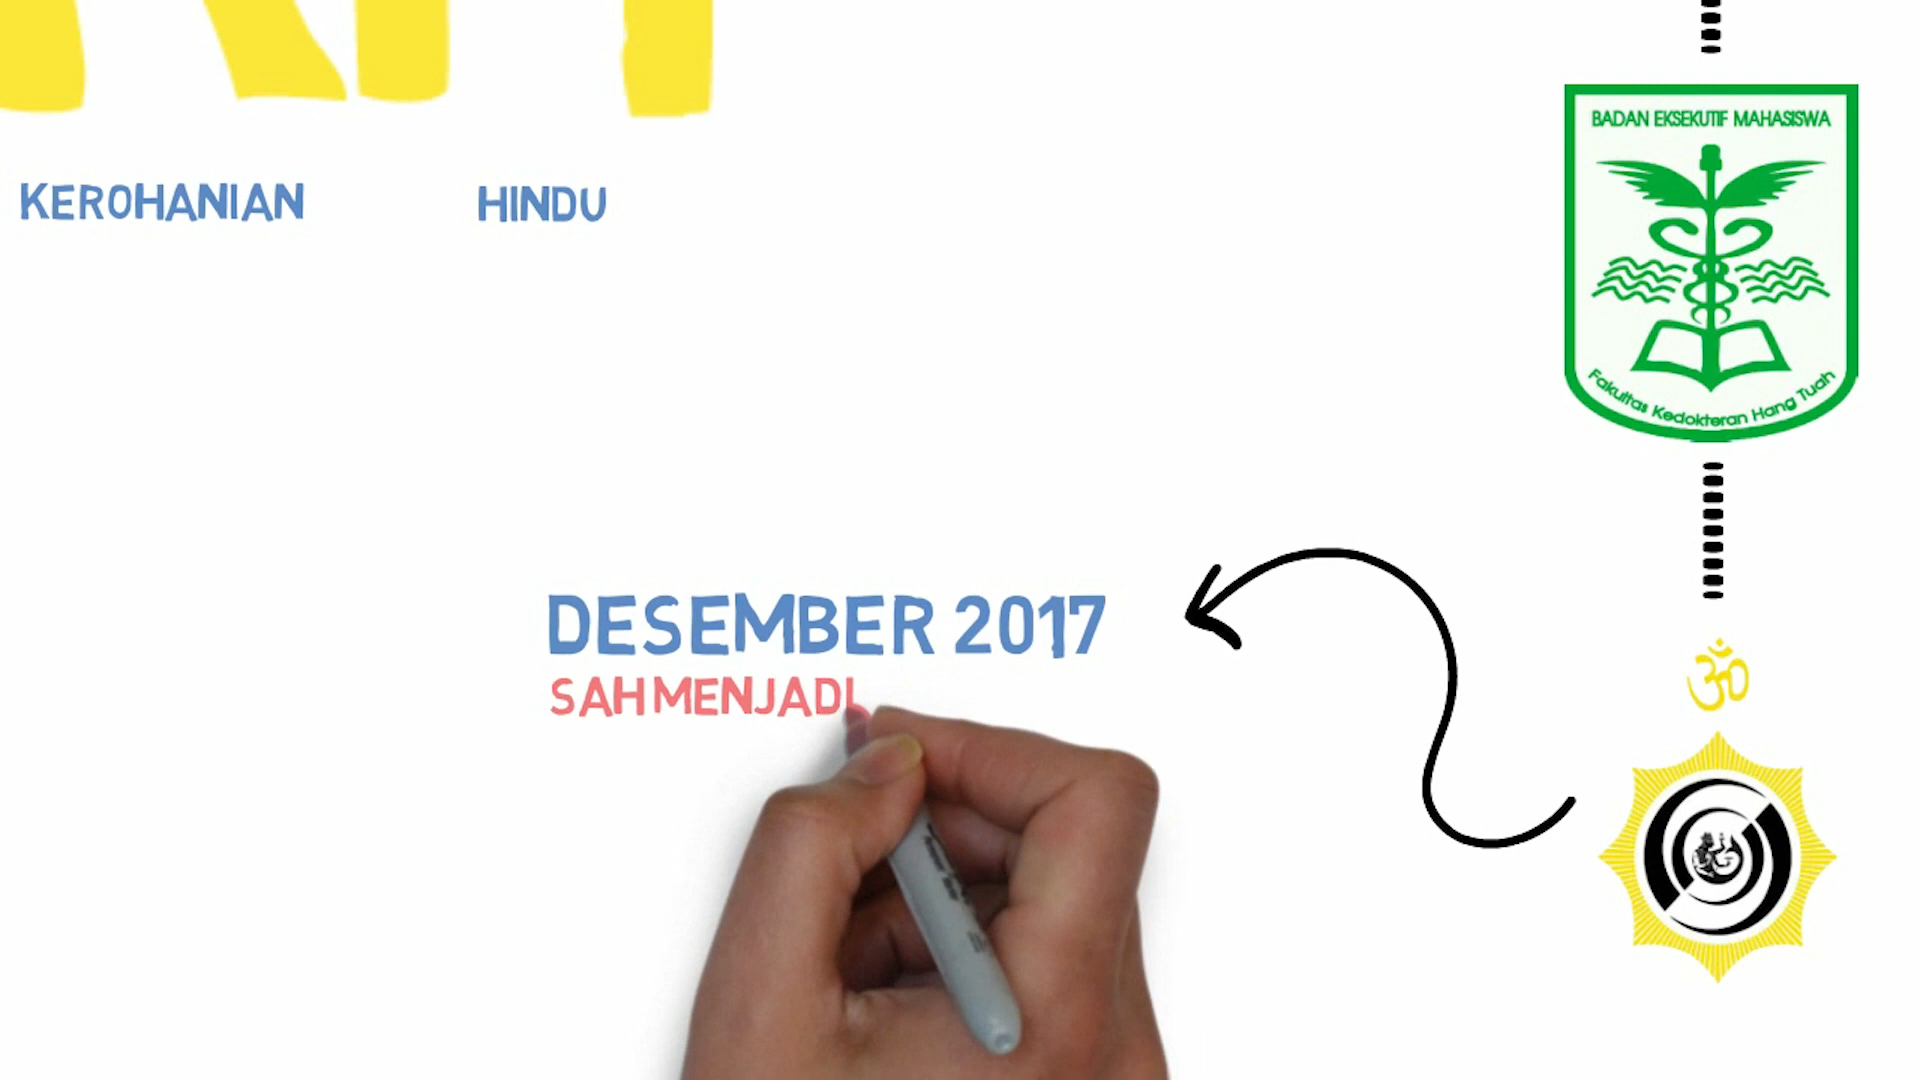 KEROHANIAN HINDU
BADAN EKSEKUTIF MAHASISWA
Fakultas Kedokteran Hang Tuah
DESEMBER 2017
SAH MENJADI
ॐ